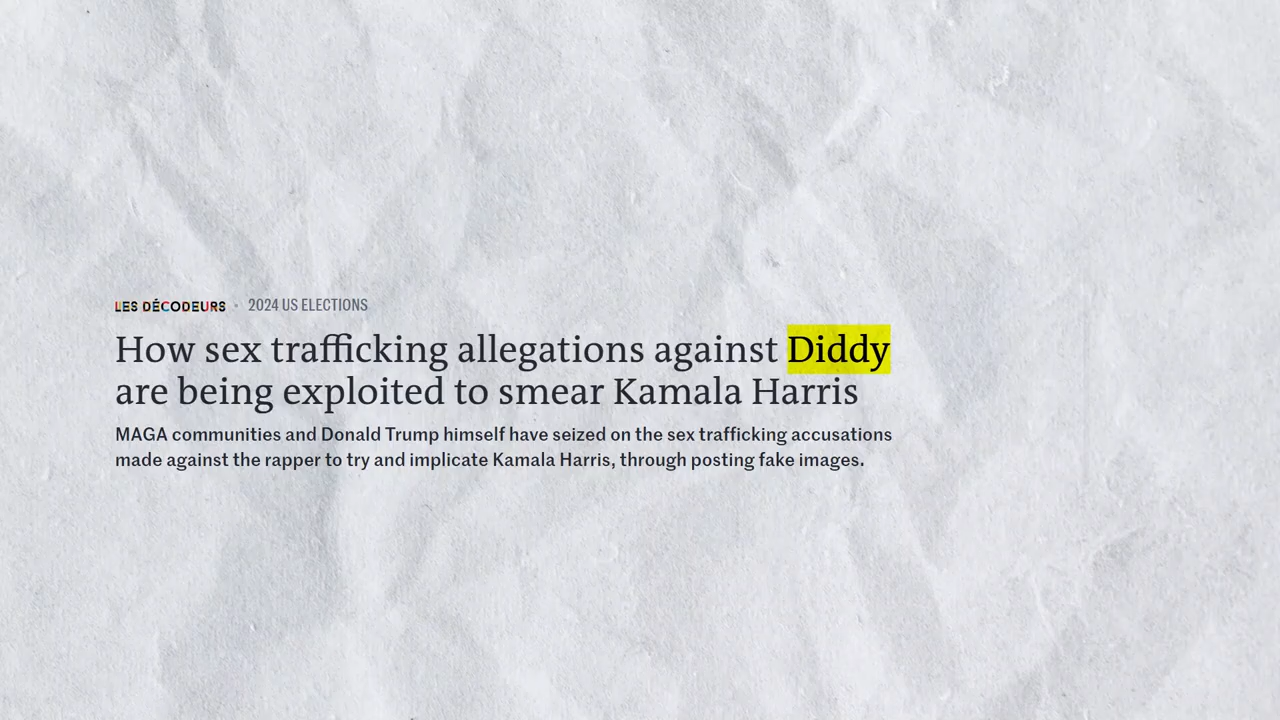 LES DÉCODEURS • 2024 US ELECTIONS
How sex trafficking allegations against Diddy
are being exploited to smear Kamala Harris
MAGA communities and Donald Trump himself have seized on the sex trafficking accusations
made against the rapper to try and implicate Kamala Harris, through posting fake images.